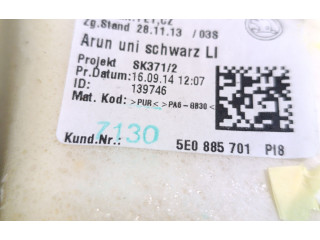 Zg.Stand 28.11.13 /03S
Arun uni schwarz LI
Projekt SK371/2
Pr.Datum:16.09.14 12:07
ID: 139746
Mat. Kod: >PUR< >PA6-GB30<
7130
Kund.Nr.: 5E0 885 701 PI8